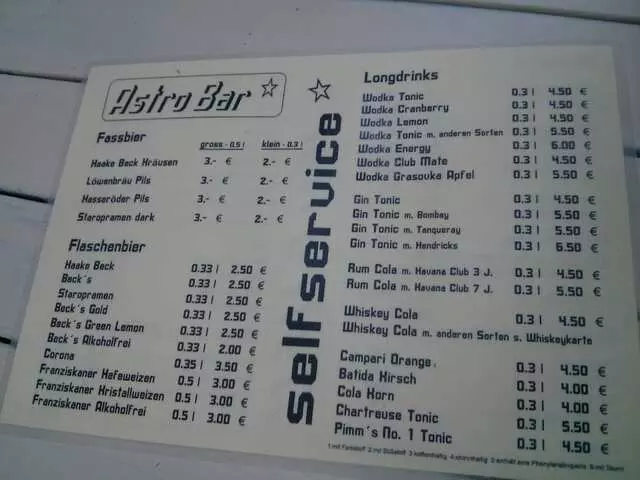 Astro Bar
Fassbier
gross - 0,5 l klein - 0,3 l
Haake Beck Kräusen 3.- € 2.- €
Löwenbräu Pils 3.- € 2.- €
Hasseröder Pils 3.- € 2.- €
Staropramen dark 3.- € 2.- €
Flaschenbier
Haake Beck 0.33 l 2.50 €
Beck's 0.33 l 2.50 €
Staropramen 0.33 l 2.50 €
Beck's Gold 0.33 l 2.50 €
Beck's Green Lemon 0.33 l 2.50 €
Beck's Alkoholfrei 0.33 l 2.00 €
Corona 0.35 l 3.50 €
Franziskaner Hefeweizen 0.5 l 3.00 €
Franziskaner Kristallweizen 0.5 l 3.00 €
Franziskaner Alkoholfrei 0.5 l 3.00 €
selfservice
Longdrinks
Wodka Tonic 0.3 l 4.50 €
Wodka Cranberry 0.3 l 4.50 €
Wodka Lemon 0.3 l 4.50 €
Wodka Tonic m. anderen Sorten 0.3 l 5.50 €
Wodka Energy 0.3 l 6.00 €
Wodka Club Mate 0.3 l 4.50 €
Wodka Grasovka Apfel 0.3 l 5.50 €
Gin Tonic 0.3 l 4.50 €
Gin Tonic m. Bombay 0.3 l 5.50 €
Gin Tonic m. Tanqueray 0.3 l 5.50 €
Gin Tonic m. Hendricks 0.3 l 6.50 €
Rum Cola m. Havana Club 3 J. 0.3 l 4.50 €
Rum Cola m. Havana Club 7 J. 0.3 l 5.50 €
Whiskey Cola 0.3 l 4.50 €
Whiskey Cola m. anderen Sorten s. Whiskeykarte
Campari Orange 0.3 l 4.50 €
Batida Kirsch 0.3 l 4.00 €
Cola Korn 0.3 l 4.00 €
Chartreuse Tonic 0.3 l 5.50 €
Pimm's No. 1 Tonic 0.3 l 4.50 €